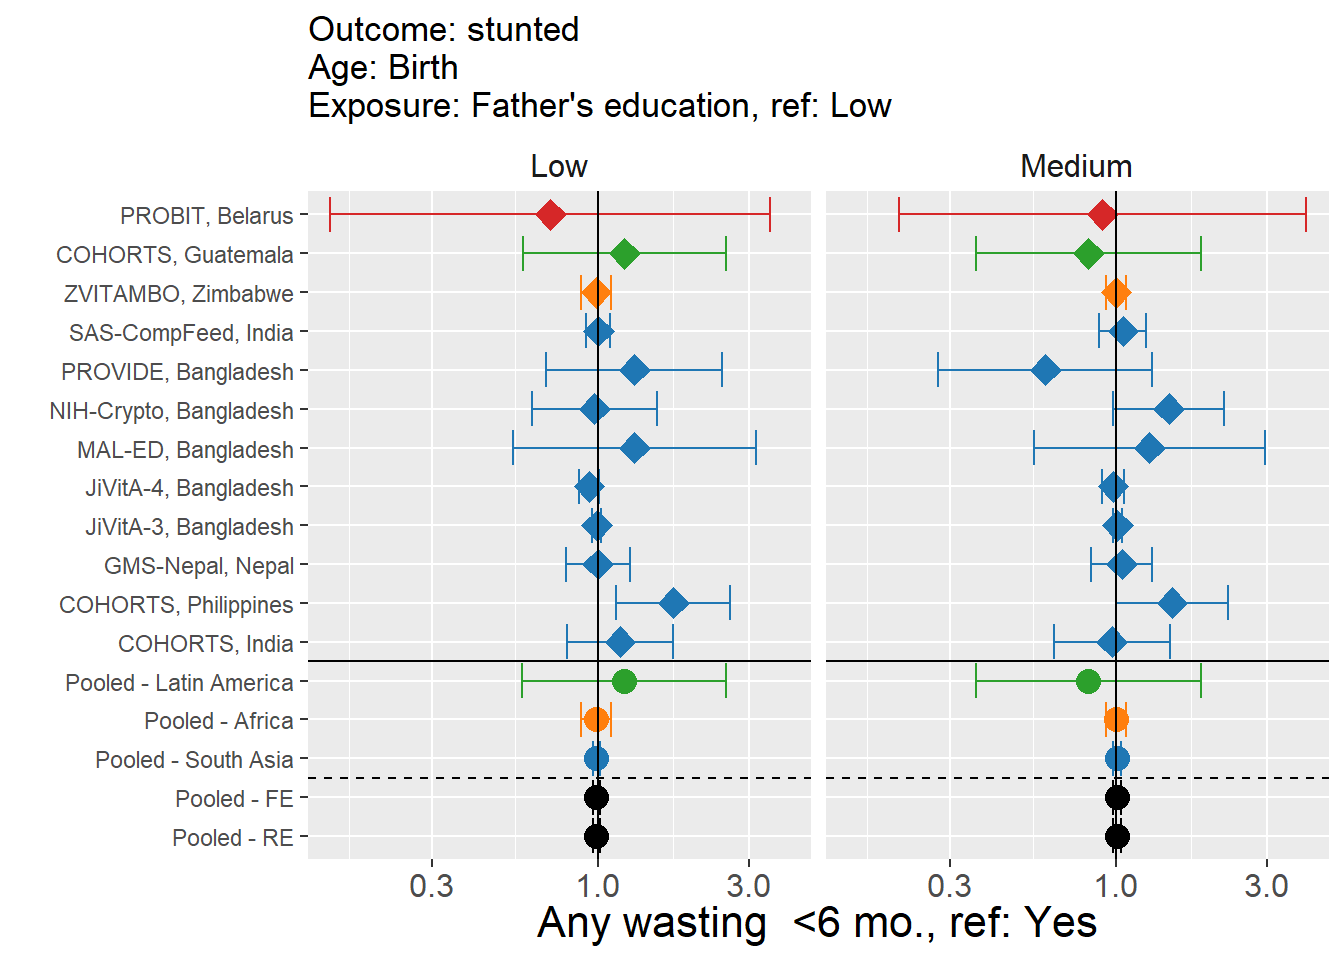 Outcome: stunted
Age: Birth
Exposure: Father's education, ref: Low
Low
Medium
PROBIT, Belarus
COHORTS, Guatemala
ZVITAMBO, Zimbabwe
SAS-CompFeed, India
PROVIDE, Bangladesh
NIH-Crypto, Bangladesh
MAL-ED, Bangladesh
JiVitA-4, Bangladesh
JiVitA-3, Bangladesh
GMS-Nepal, Nepal
COHORTS, Philippines
COHORTS, India
Pooled - Latin America
Pooled - Africa
Pooled - South Asia
Pooled - FE
Pooled - RE
0.3 1.0 3.0 0.3 1.0 3.0
Any wasting  <6 mo., ref: Yes